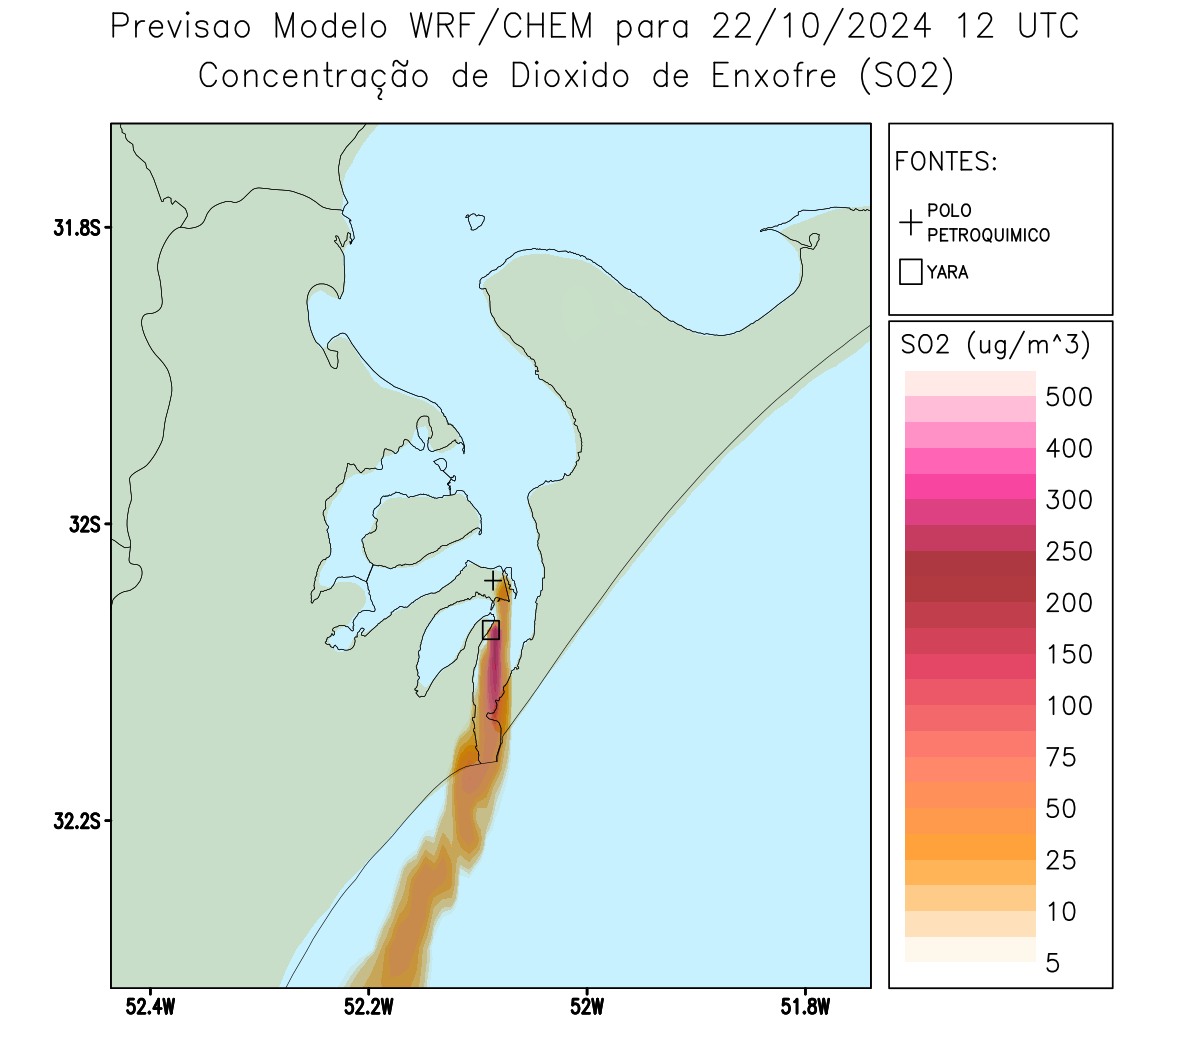 Previsao Modelo WRF/CHEM para 22/10/2024 12 UTC
Concentração de Dioxido de Enxofre (SO2)
FONTES:
POLO
PETROQUIMICO
YARA
SO2 (ug/m^3)
500
400
300
250
200
150
100
75
50
25
10
5
31.8S
32S
32.2S
52.4W
52.2W
52W
51.8W